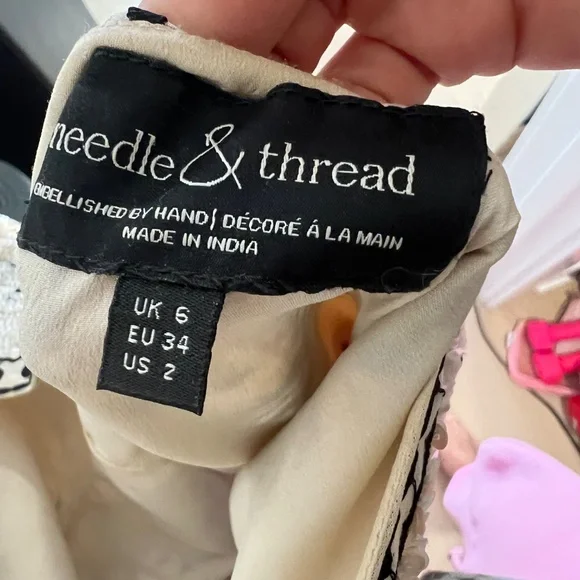 needle & thread
EMBELLISHED BY HAND | DÉCORÉ Á LA MAIN
MADE IN INDIA
UK 6
EU 34
US 2